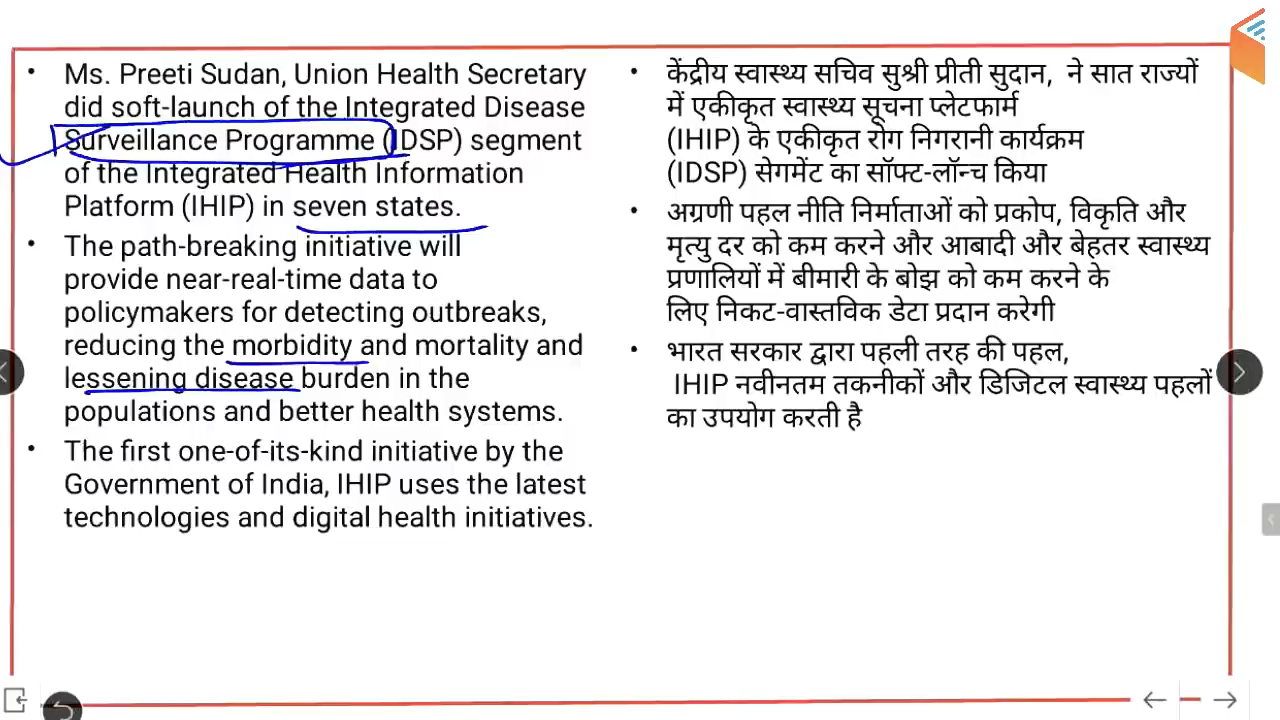 Ms. Preeti Sudan, Union Health Secretary
did soft-launch of the Integrated Disease
Surveillance Programme (IDSP) segment
of the Integrated Health Information
Platform (IHIP) in seven states.
The path-breaking initiative will
provide near-real-time data to
policymakers for detecting outbreaks,
reducing the morbidity and mortality and
lessening disease burden in the
populations and better health systems.
The first one-of-its-kind initiative by the
Government of India, IHIP uses the latest
technologies and digital health initiatives.
केंद्रीय स्वास्थ्य सचिव सुश्री प्रीती सुदान, ने सात राज्यों
में एकीकृत स्वास्थ्य सूचना प्लेटफार्म
(IHIP) के एकीकृत रोग निगरानी कार्यक्रम
(IDSP) सेगमेंट का सॉफ्ट-लॉन्च किया
अग्रणी पहल नीति निर्माताओं को प्रकोप, विकृति और
मृत्यु दर को कम करने और आबादी और बेहतर स्वास्थ्य
प्रणालियों में बीमारी के बोझ को कम करने के
लिए निकट-वास्तविक डेटा प्रदान करेगी
भारत सरकार द्वारा पहली तरह की पहल,
IHIP नवीनतम तकनीकों और डिजिटल स्वास्थ्य पहलों
का उपयोग करती है